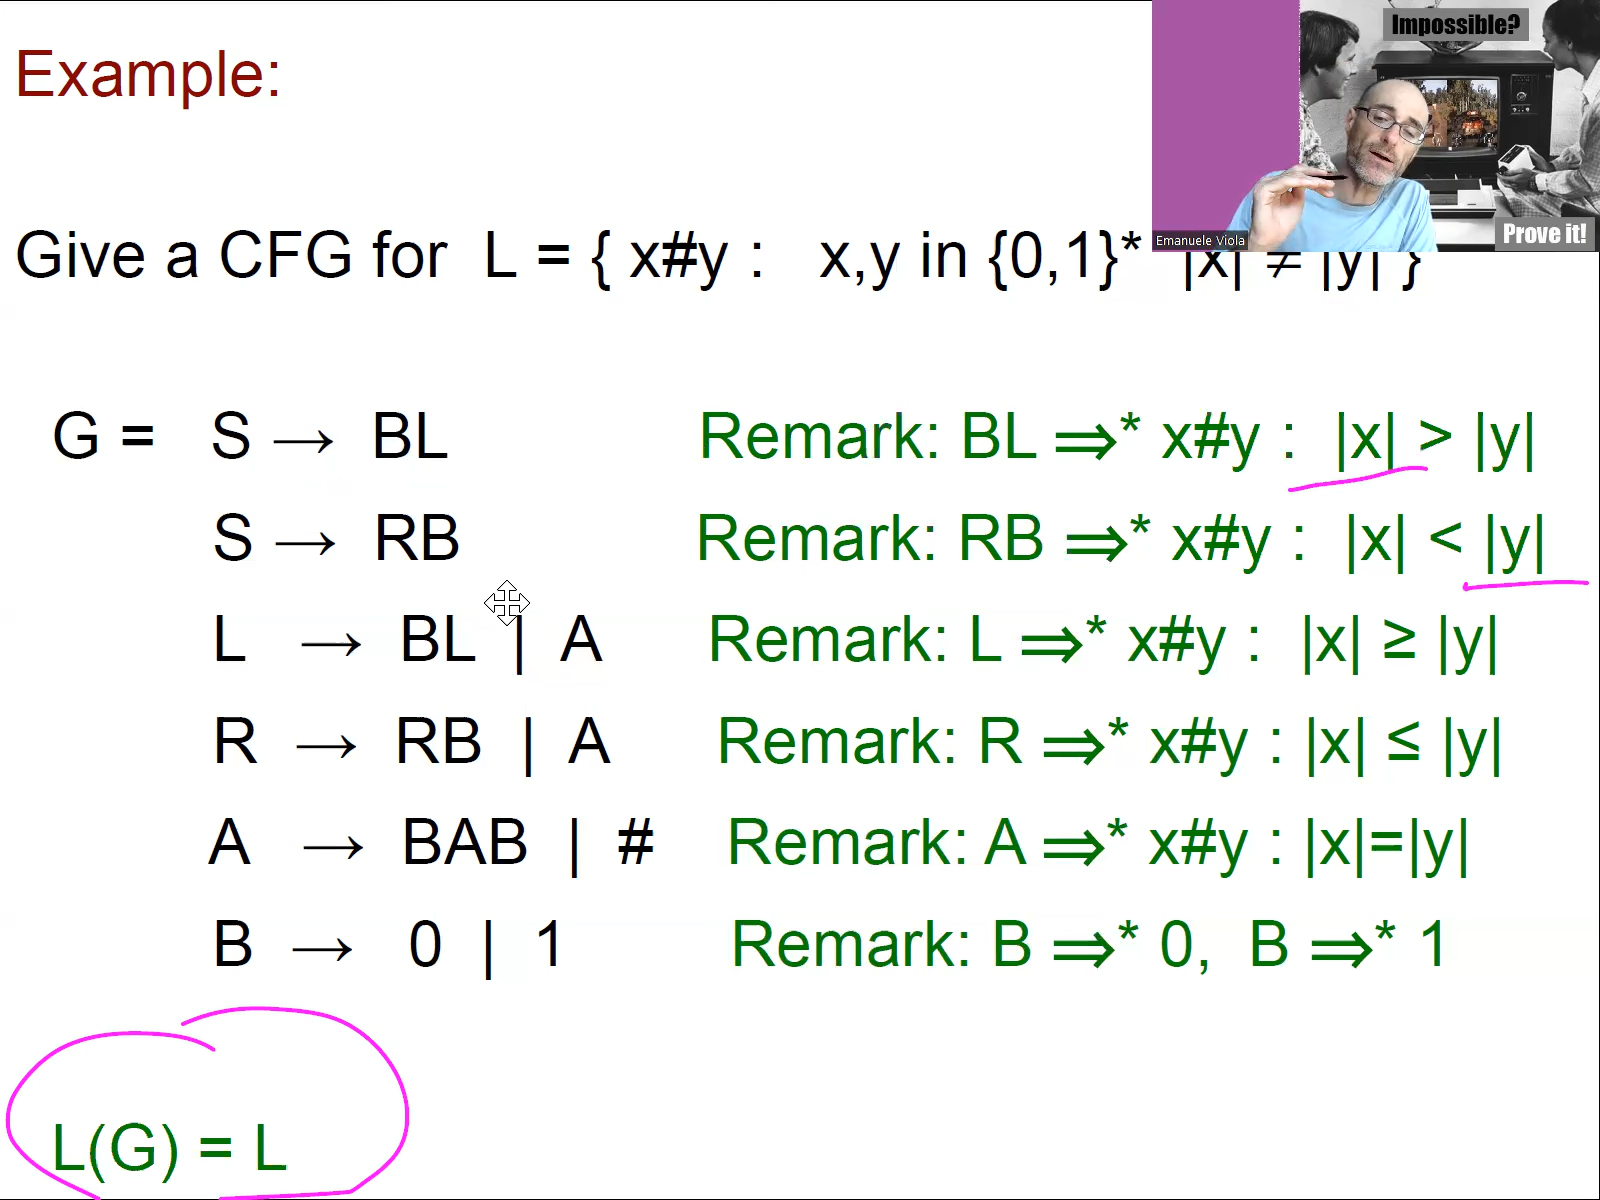 Impossible?
Example:
Emanuele Viola
Prove it!
Give a CFG for L = { x#y : x,y in {0,1}* |x| ≠ |y| }
G = S → BL Remark: BL ⇒* x#y : |x| > |y|
S → RB Remark: RB ⇒* x#y : |x| < |y|
L → BL | A Remark: L ⇒* x#y : |x| ≥ |y|
R → RB | A Remark: R ⇒* x#y : |x| ≤ |y|
A → BAB | # Remark: A ⇒* x#y : |x|=|y|
B → 0 | 1 Remark: B ⇒* 0, B ⇒* 1
L(G) = L